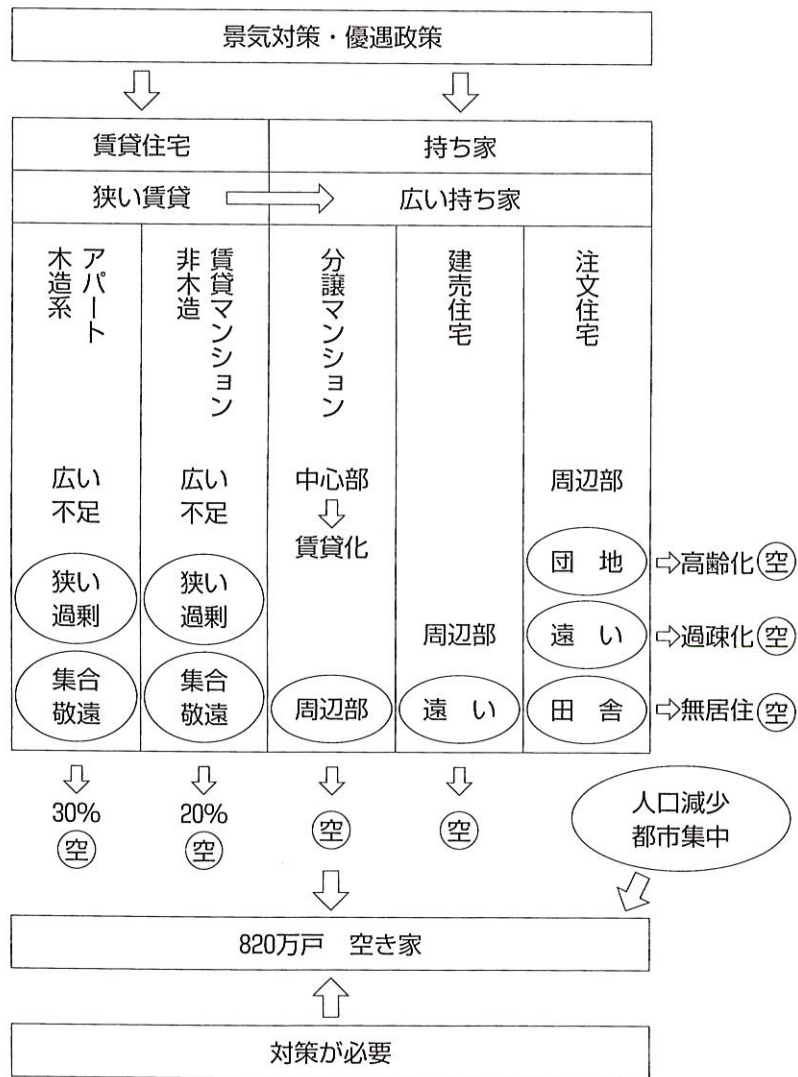 景気対策・優遇政策
賃貸住宅
持ち家
狭い賃貸
広い持ち家
アパート
木造系
賃貸マンション
非木造
分譲マンション
建売住宅
注文住宅
広い
不足
広い
不足
中心部
賃貸化
周辺部
狭い
過剰
狭い
過剰
団 地
高齢化 空
周辺部
遠 い
過疎化 空
集合
敬遠
集合
敬遠
周辺部
遠 い
田 舎
無居住 空
30%
空
20%
空
空
空
人口減少
都市集中
820万戸 空き家
対策が必要